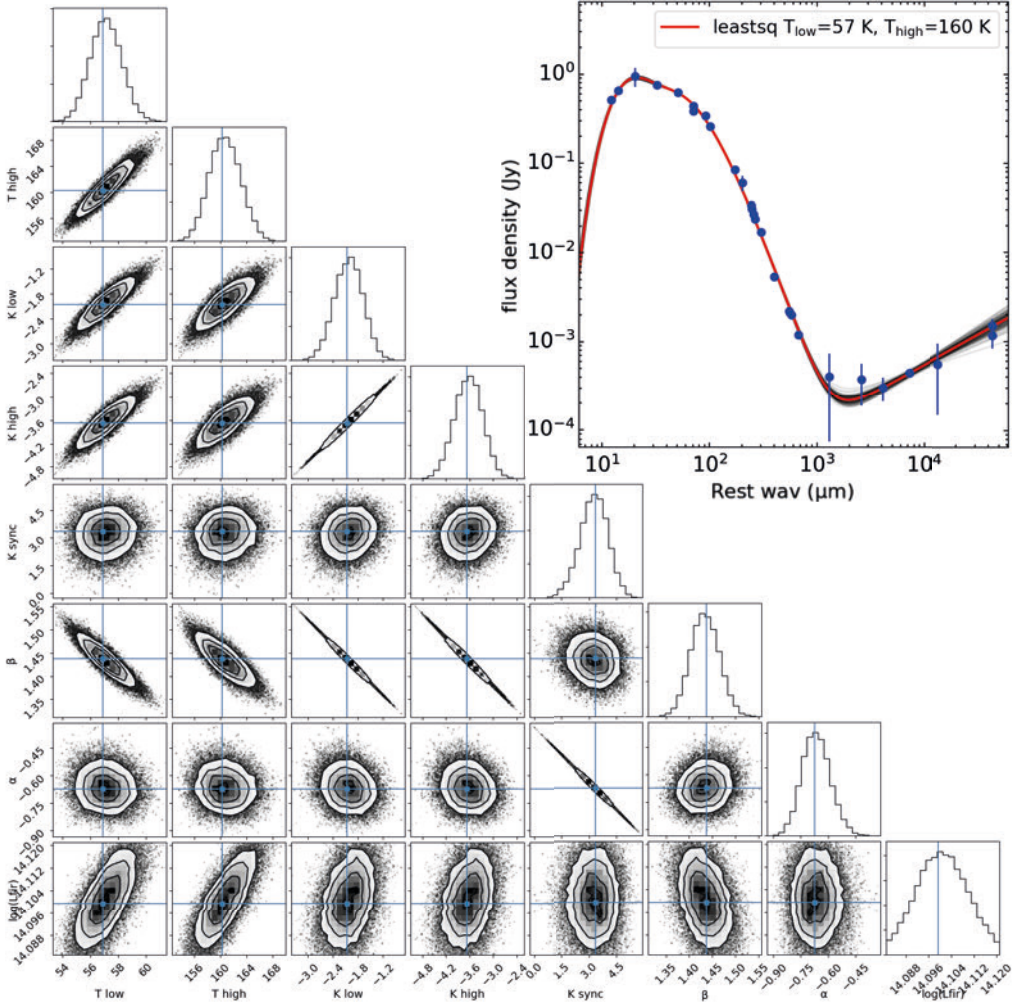 leastsq T_low=57 K, T_high=160 K
flux density (Jy)
10^0
10^-1
10^-2
10^-3
10^-4
10^1 10^2 10^3 10^4
Rest wav (μm)
T high
168
164
160
156
K low
-1.2
-1.8
-2.4
-3.0
K high
-2.4
-3.0
-3.6
-4.2
-4.8
K sync
4.5
3.0
1.5
0.0
β
1.55
1.50
1.45
1.40
1.35
α
-0.45
-0.60
-0.75
-0.90
log(Lfir)
14.120
14.112
14.104
14.096
14.088
54 56 58 60
156 160 164 168
-3.0 -2.4 -1.8 -1.2
-4.8 -4.2 -3.6 -3.0 -2.4
0.0 1.5 3.0 4.5
1.35 1.40 1.45 1.50 1.55
-0.90 -0.75 -0.60 -0.45
14.088 14.096 14.104 14.112 14.120
T low T high K low K high K sync β α log(Lfir)